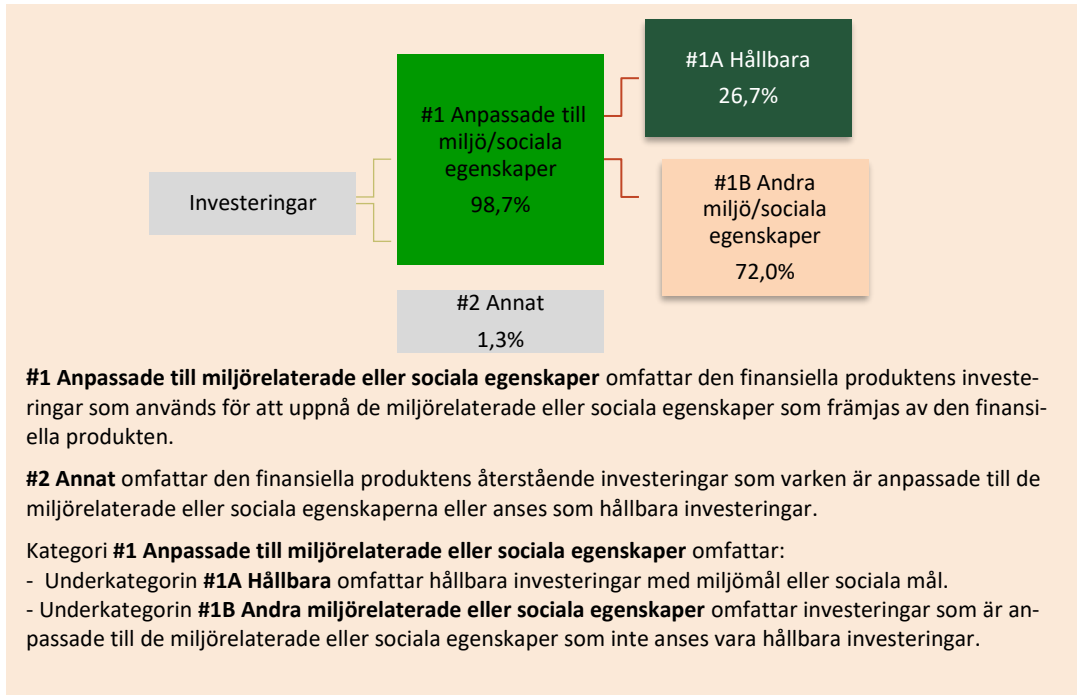 Investeringar
#1 Anpassade till
miljö/sociala
egenskaper
98,7%
#2 Annat
1,3%
#1A Hållbara
26,7%
#1B Andra
miljö/sociala
egenskaper
72,0%
#1 Anpassade till miljörelaterade eller sociala egenskaper omfattar den finansiella produktens investe-
ringar som används för att uppnå de miljörelaterade eller sociala egenskaper som främjas av den finansi-
ella produkten.
#2 Annat omfattar den finansiella produktens återstående investeringar som varken är anpassade till de
miljörelaterade eller sociala egenskaperna eller anses som hållbara investeringar.
Kategori #1 Anpassade till miljörelaterade eller sociala egenskaper omfattar:
- Underkategorin #1A Hållbara omfattar hållbara investeringar med miljömål eller sociala mål.
- Underkategorin #1B Andra miljörelaterade eller sociala egenskaper omfattar investeringar som är an-
passade till de miljörelaterade eller sociala egenskaper som inte anses vara hållbara investeringar.